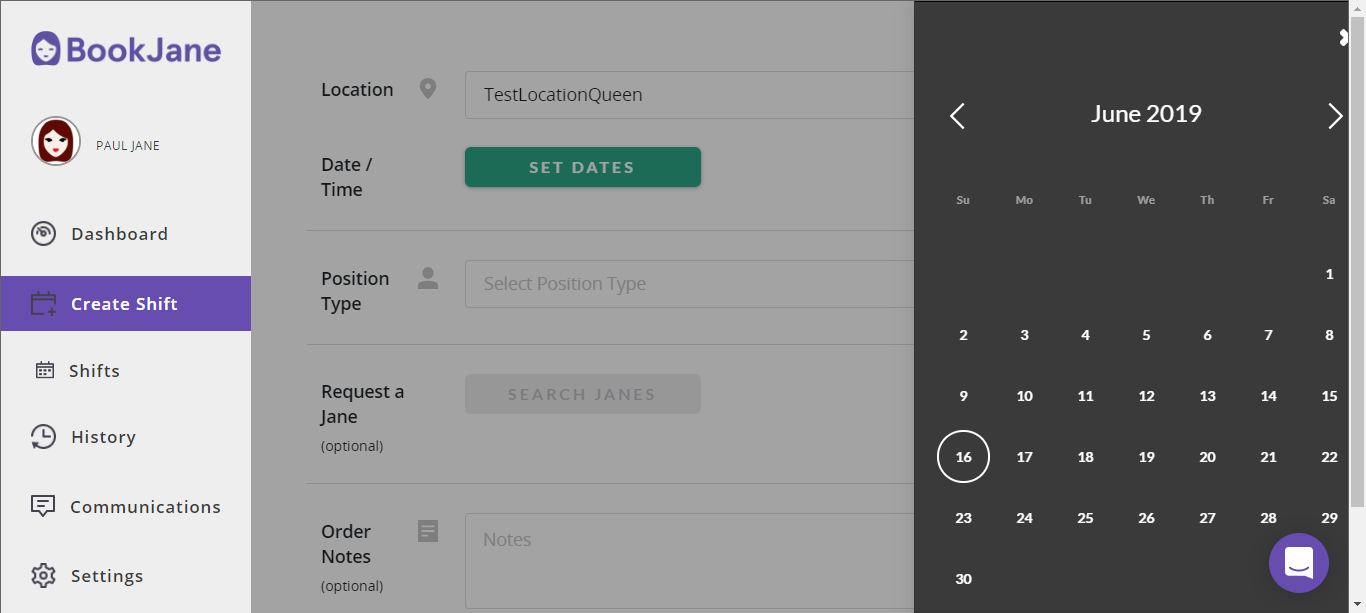 BookJane
PAUL JANE
Dashboard
Create Shift
Shifts
History
Communications
Settings
Location
TestLocationQueen
Date /
Time
SET DATES
Position
Type
Select Position Type
Request a
Jane
(optional)
SEARCH JANES
Order
Notes
(optional)
Notes
June 2019
Su Mo Tu We Th Fr Sa
1
2 3 4 5 6 7 8
9 10 11 12 13 14 15
16 17 18 19 20 21 22
23 24 25 26 27 28 29
30